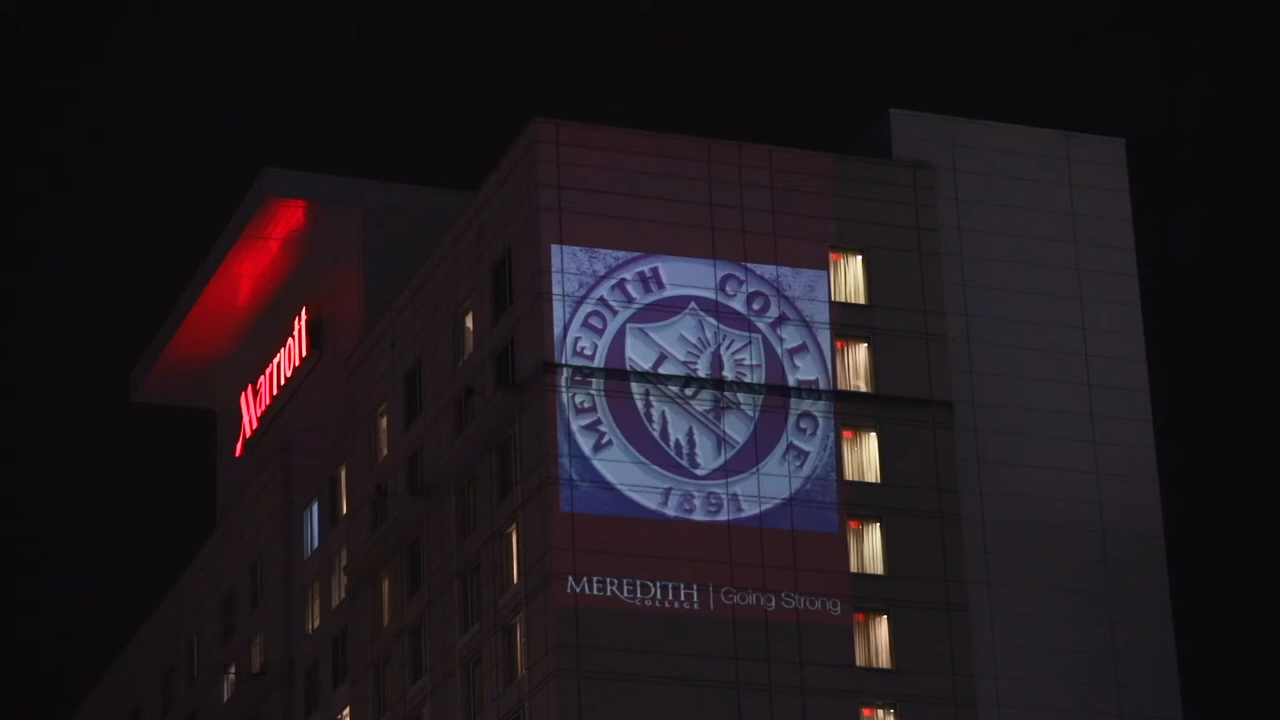 Marriott
MEREDITH COLLEGE
LUX
1891
MEREDITH | Going Strong
COLLEGE